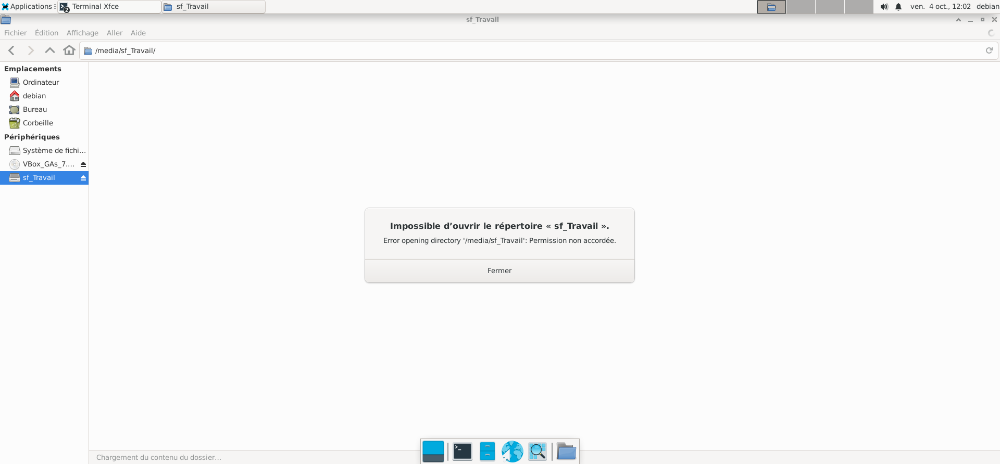 Applications
Terminal Xfce
2
sf_Travail
ven. 4 oct., 12:02
debian
sf_Travail
Fichier Édition Affichage Aller Aide
/media/sf_Travail/
Emplacements
Ordinateur
debian
Bureau
Corbeille
Périphériques
Système de fichi…
VBox_GAs_7.…
sf_Travail
Impossible d’ouvrir le répertoire « sf_Travail ».
Error opening directory '/media/sf_Travail': Permission non accordée.
Fermer
Chargement du contenu du dossier…